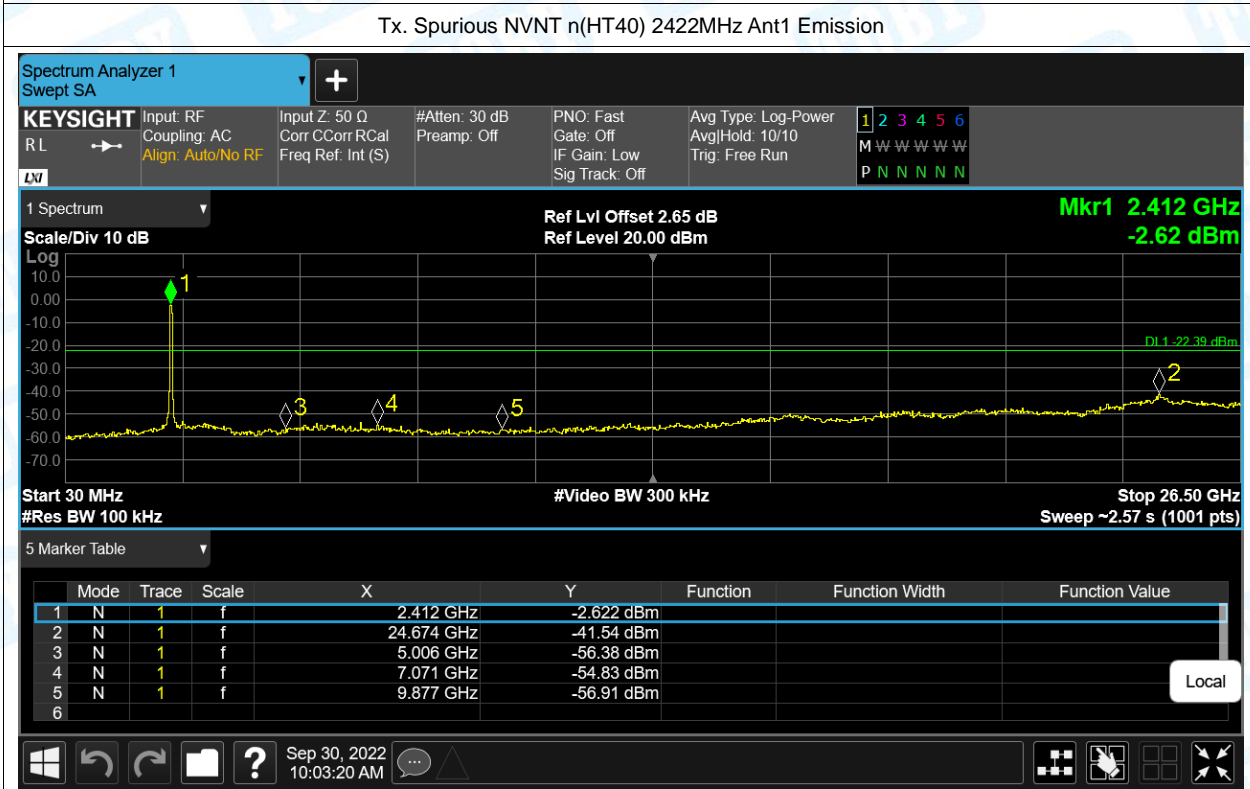 Tx. Spurious NVNT n(HT40) 2422MHz Ant1 Emission
Spectrum Analyzer 1
Swept SA
+
KEYSIGHT Input: RF Input Z: 50 Ω #Atten: 30 dB PNO: Fast Avg Type: Log-Power 1 2 3 4 5 6
RL Coupling: AC Corr CCorr RCal Preamp: Off Gate: Off Avg|Hold: 10/10 M W W W W W
Align: Auto/No RF Freq Ref: Int (S) IF Gain: Low Trig: Free Run
LXI Sig Track: Off P N N N N N
1 Spectrum Ref Lvl Offset 2.65 dB Mkr1 2.412 GHz
Scale/Div 10 dB Ref Level 20.00 dBm -2.62 dBm
Log
10.0 1
0.00
-10.0
-20.0 DL1 -22.39 dBm
-30.0
-40.0 2
-50.0 3 4 5
-60.0
-70.0
Start 30 MHz #Video BW 300 kHz Stop 26.50 GHz
#Res BW 100 kHz Sweep ~2.57 s (1001 pts)
5 Marker Table
Mode Trace Scale X Y Function Function Width Function Value
1 N 1 f 2.412 GHz -2.622 dBm
2 N 1 f 24.674 GHz -41.54 dBm
3 N 1 f 5.006 GHz -56.38 dBm
4 N 1 f 7.071 GHz -54.83 dBm
5 N 1 f 9.877 GHz -56.91 dBm
6
Local
? Sep 30, 2022
10:03:20 AM